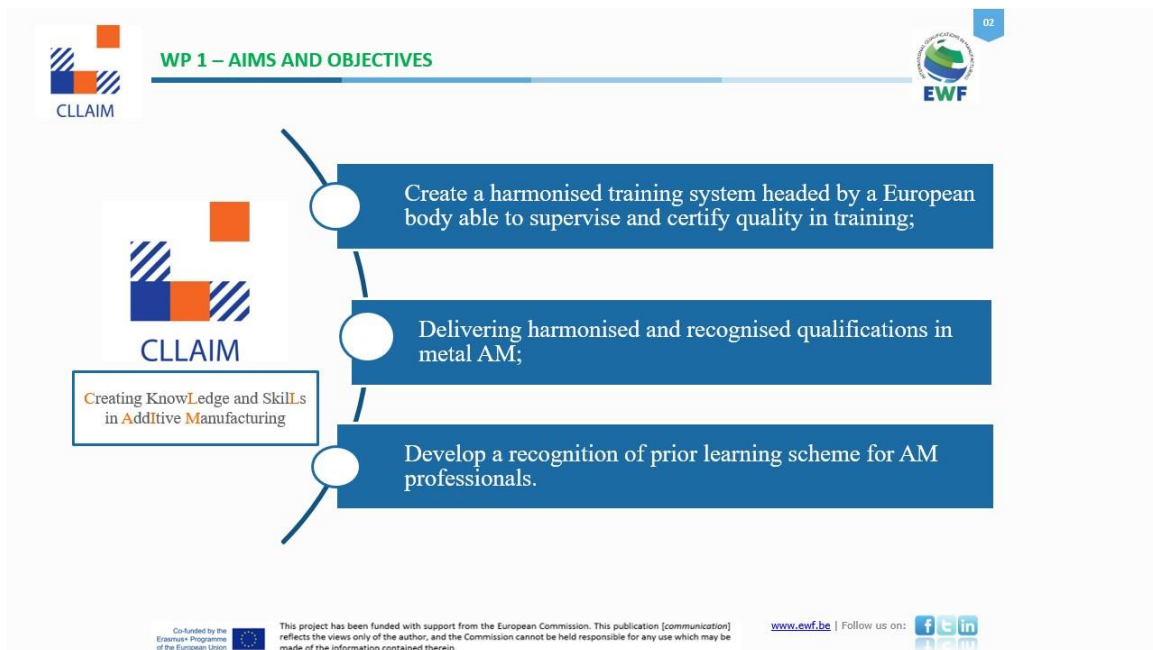 02
WP 1 – AIMS AND OBJECTIVES
CLLAIM
INTERNATIONAL QUALIFICATIONS IN MANUFACTURING
EWF
Create a harmonised training system headed by a European
body able to supervise and certify quality in training;
Delivering harmonised and recognised qualifications in
metal AM;
Develop a recognition of prior learning scheme for AM
professionals.
CLLAIM
Creating KnowLedge and SkilLs
in AddItive Manufacturing
Co-funded by the
Erasmus+ Programme
of the European Union
This project has been funded with support from the European Commission. This publication [communication]
reflects the views only of the author, and the Commission cannot be held responsible for any use which may be
made of the information contained therein.
www.ewf.be | Follow us on:
f t in